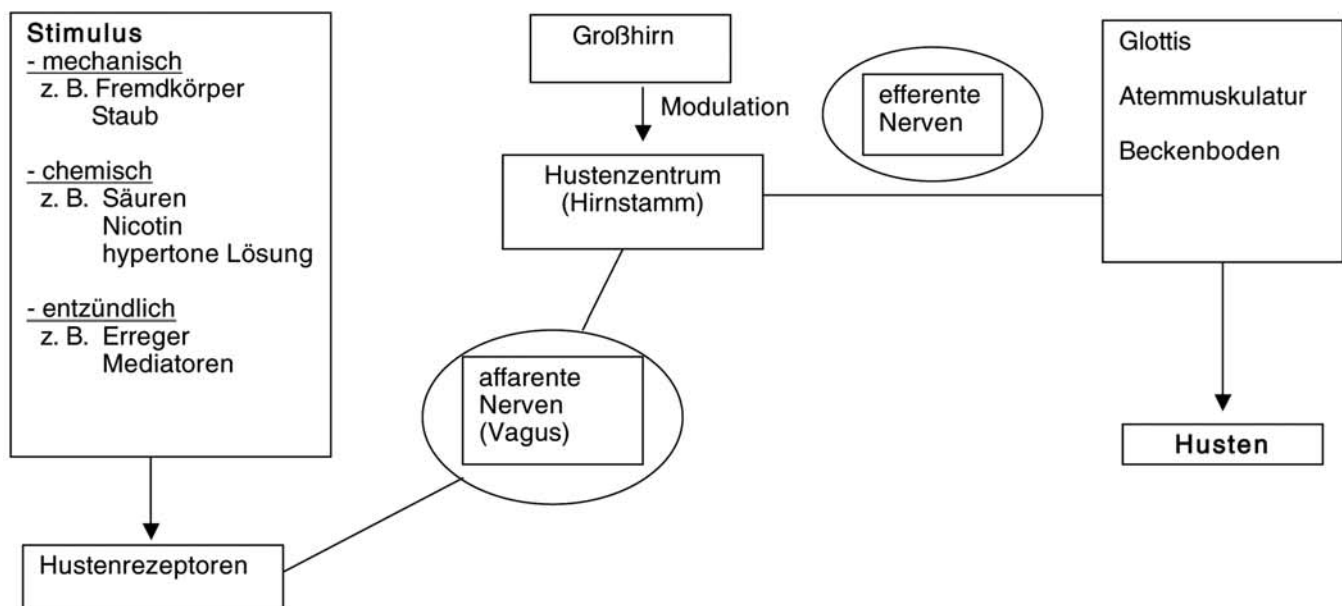 Stimulus
- mechanisch
z. B. Fremdkörper
Staub
- chemisch
z. B. Säuren
Nicotin
hypertone Lösung
- entzündlich
z. B. Erreger
Mediatoren
Hustenrezeptoren
affarente
Nerven
(Vagus)
Großhirn
Modulation
Hustenzentrum
(Hirnstamm)
efferente
Nerven
Glottis
Atemmuskulatur
Beckenboden
Husten